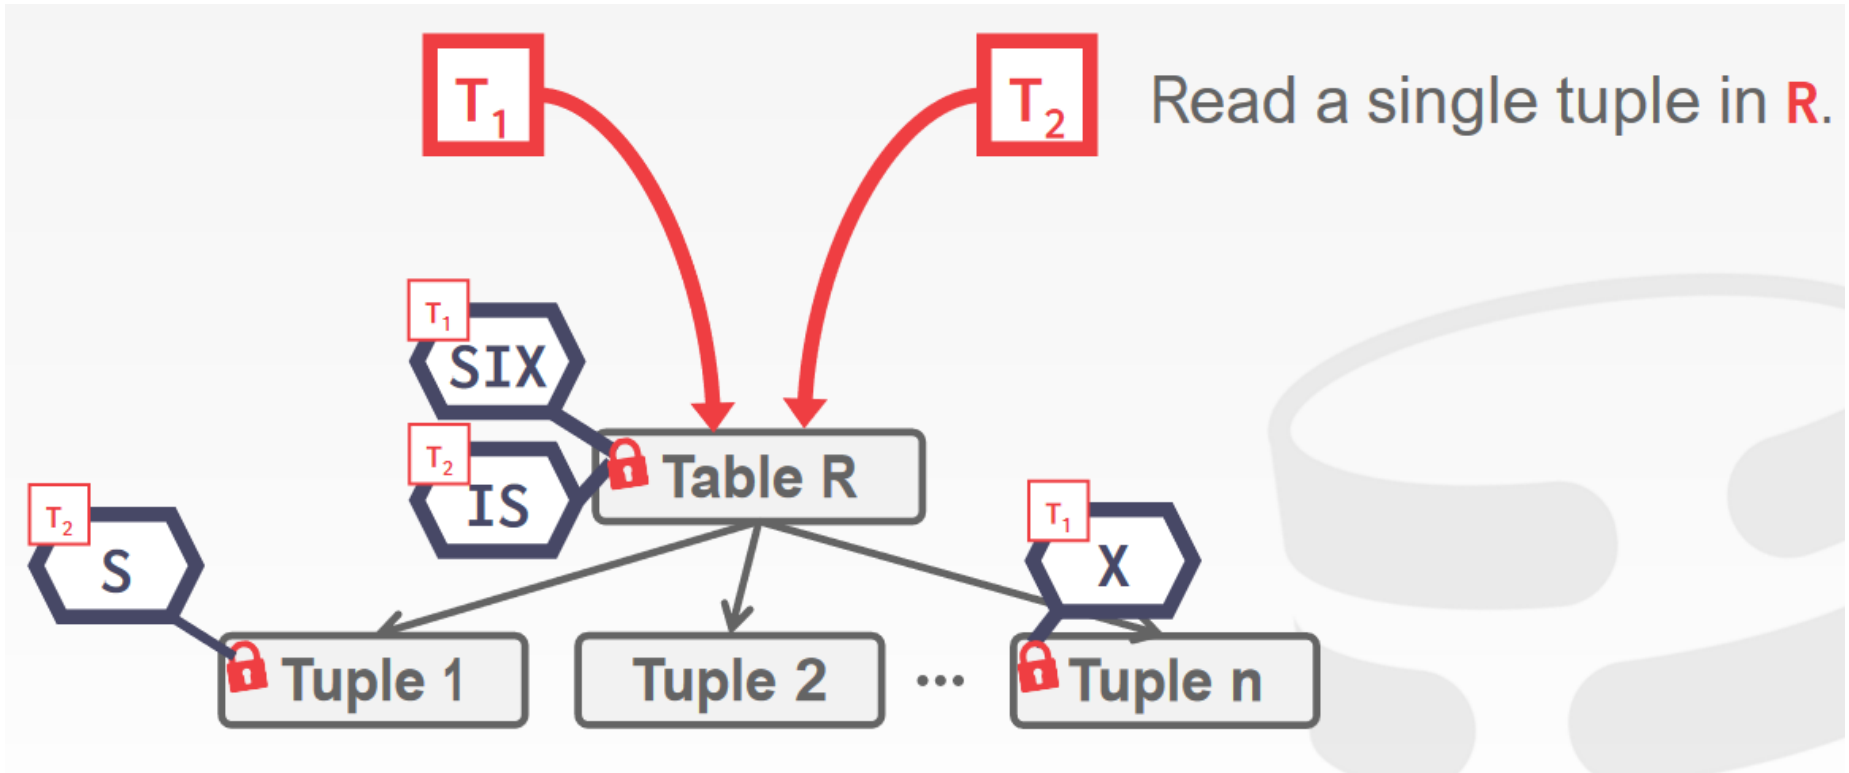 T1
T2
Read a single tuple in R.
T1
SIX
T2
IS
Table R
T2
S
T1
X
Tuple 1
Tuple 2
...
Tuple n